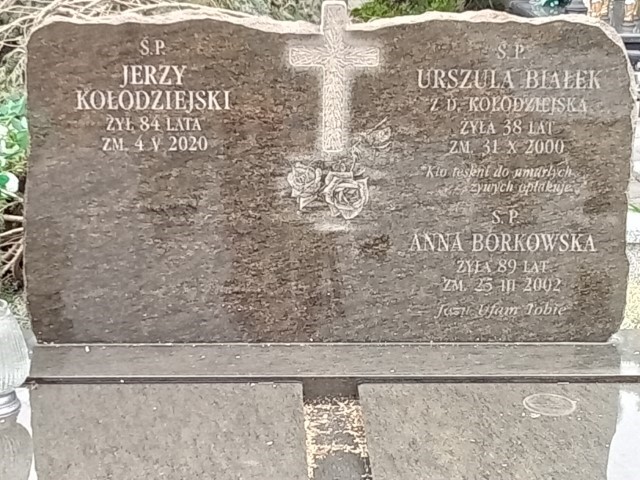 Ś.P.
JERZY
KOŁODZIEJSKI
ŻYŁ 84 LATA
ZM. 4 V 2020
Ś.P.
URSZULA BIAŁEK
Z D. KOŁODZIEJSKA
ŻYŁA 38 LAT
ZM. 31 X 2000
Kto tęskni do umarłych
żywych opłakuje
Ś.P.
ANNA BORKOWSKA
ŻYŁA 89 LAT
ZM. 23 III 2002
Jezu Ufam Tobie